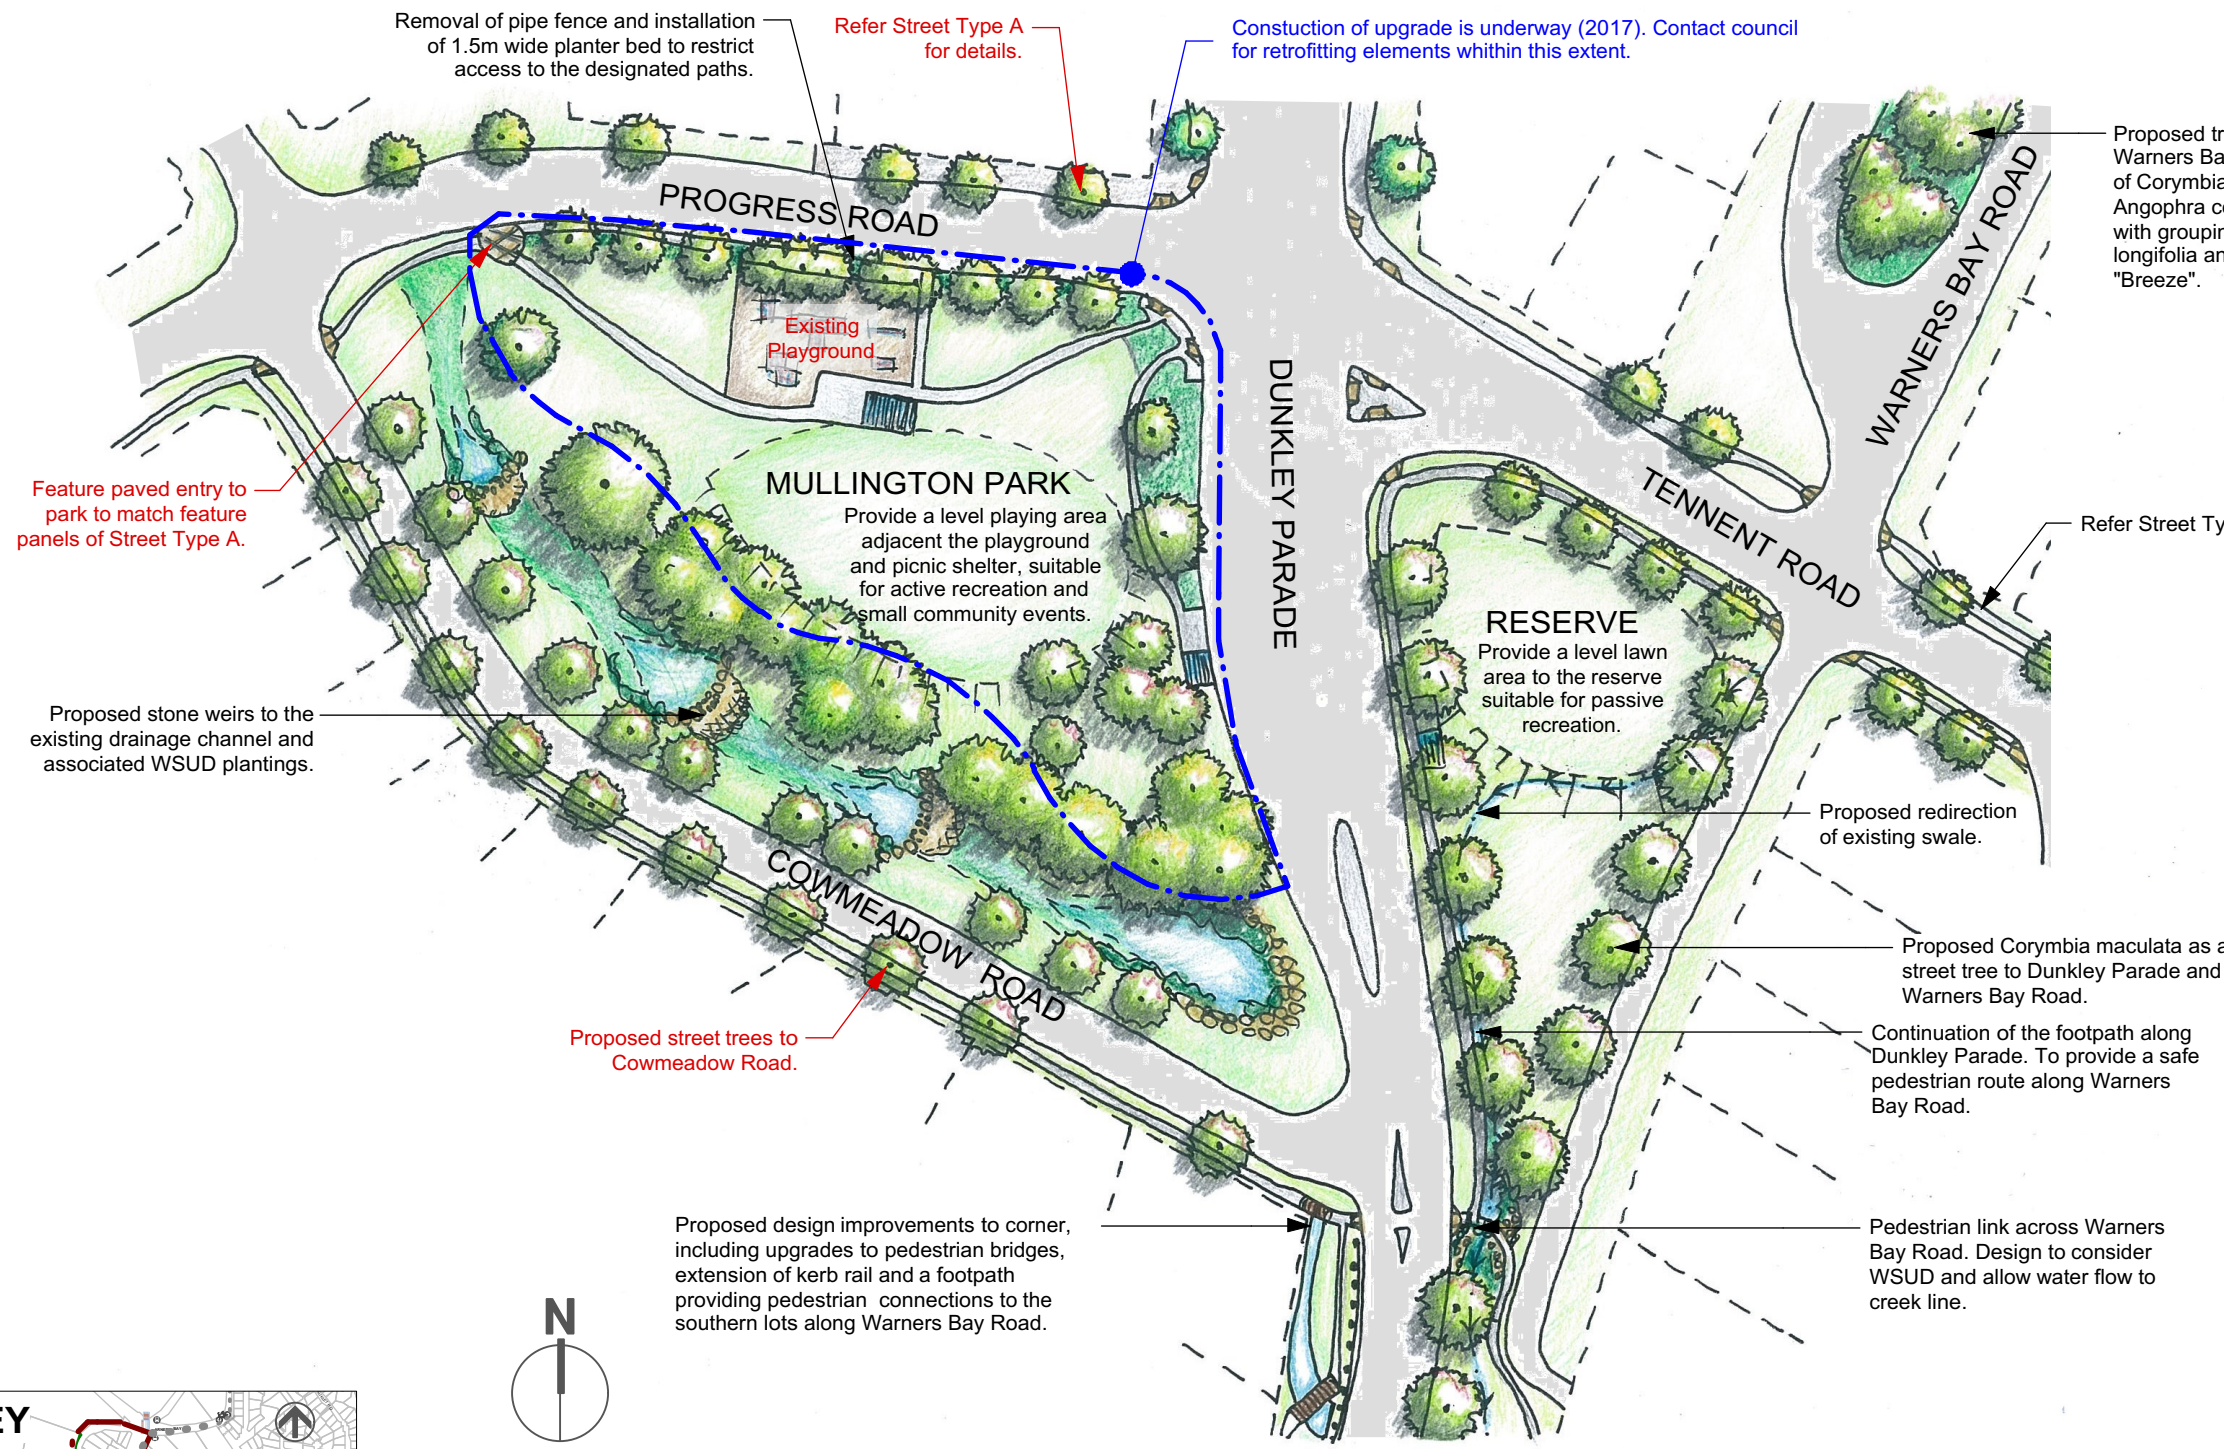 Removal of pipe fence and installation
of 1.5m wide planter bed to restrict
access to the designated paths.
Refer Street Type A
for details.
Constuction of upgrade is underway (2017). Contact council
for retrofitting elements whithin this extent.
Proposed
Warners
of Corymbia
Angophra
with
longifolia
"Breeze".
PROGRESS ROAD
WARNERS BAY ROAD
Existing
Playground
DUNKLEY PARADE
TENNENT ROAD
Feature paved entry to
park to match feature
panels of Street Type A.
MULLINGTON PARK
Provide a level playing area
adjacent the playground
and picnic shelter, suitable
for active recreation and
small community events.
Refer Street
RESERVE
Provide a level lawn
area to the reserve
suitable for passive
recreation.
Proposed stone weirs to the
existing drainage channel and
associated WSUD plantings.
Proposed redirection
of existing swale.
COWMEADOW ROAD
Proposed Corymbia maculata as a
street tree to Dunkley Parade and
Warners Bay Road.
Proposed street trees to
Cowmeadow Road.
Continuation of the footpath along
Dunkley Parade. To provide a safe
pedestrian route along Warners
Bay Road.
Proposed design improvements to corner,
including upgrades to pedestrian bridges,
extension of kerb rail and a footpath
providing pedestrian connections to the
southern lots along Warners Bay Road.
Pedestrian link across Warners
Bay Road. Design to consider
WSUD and allow water flow to
creek line.
N
EY